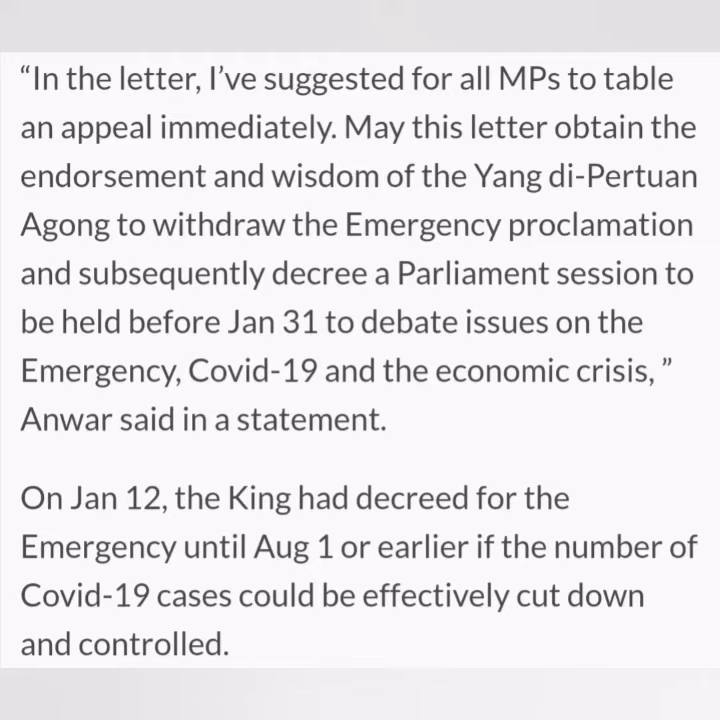 “In the letter, I’ve suggested for all MPs to table
an appeal immediately. May this letter obtain the
endorsement and wisdom of the Yang di-Pertuan
Agong to withdraw the Emergency proclamation
and subsequently decree a Parliament session to
be held before Jan 31 to debate issues on the
Emergency, Covid-19 and the economic crisis, ”
Anwar said in a statement.
On Jan 12, the King had decreed for the
Emergency until Aug 1 or earlier if the number of
Covid-19 cases could be effectively cut down
and controlled.